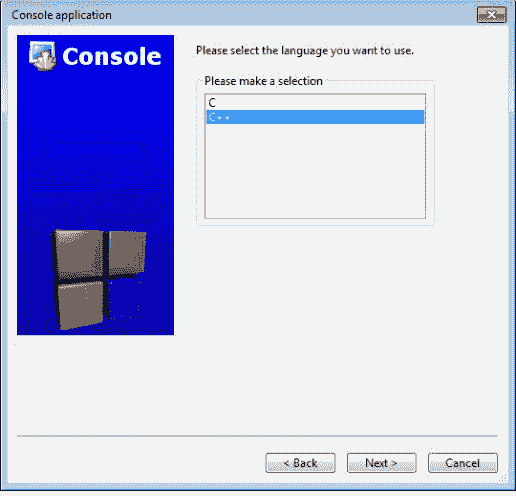 Console application
Console
Please select the language you want to use.
Please make a selection
C
C++
< Back
Next >
Cancel